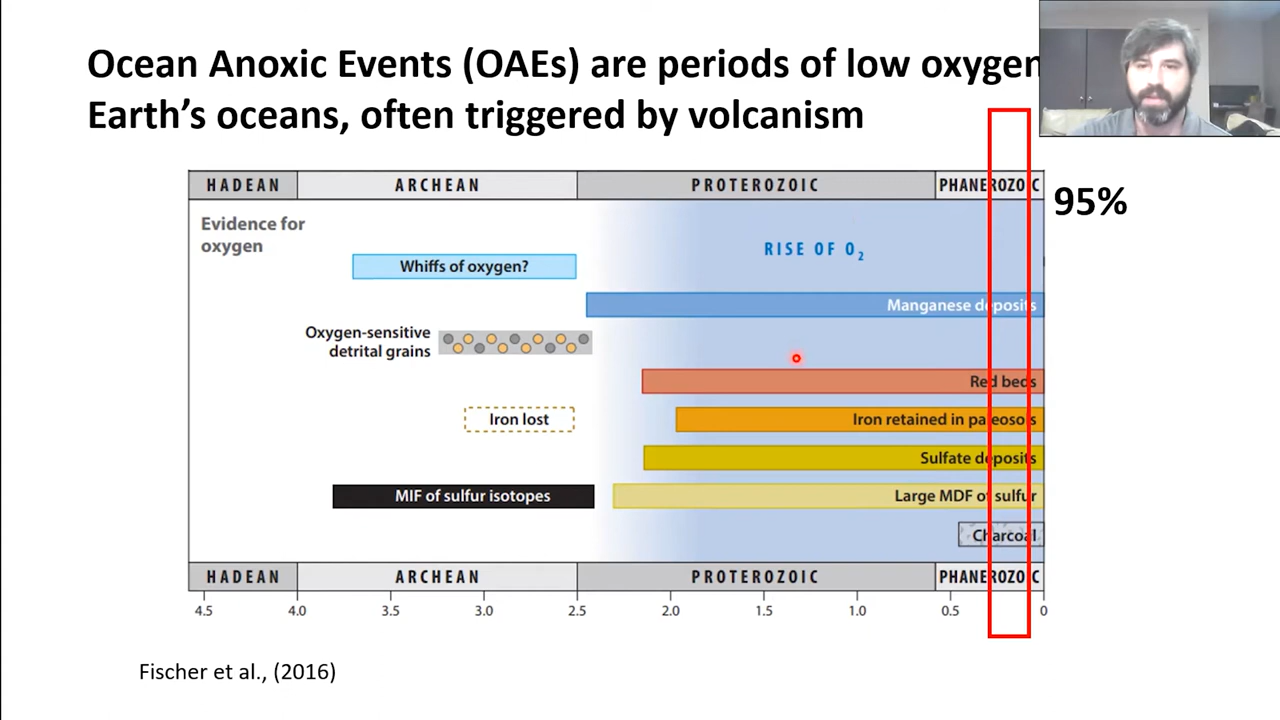 Ocean Anoxic Events (OAEs) are periods of low oxygen
Earth's oceans, often triggered by volcanism
HADEAN ARCHEAN PROTEROZOIC PHANEROZOIC
95%
Evidence for
oxygen
RISE OF O₂
Whiffs of oxygen?
Manganese deposits
Oxygen-sensitive
detrital grains
Red beds
Iron lost
Iron retained in paleosols
Sulfate deposits
MIF of sulfur isotopes
Large MDF of sulfur
Charcoal
HADEAN ARCHEAN PROTEROZOIC PHANEROZOIC
4.5 4.0 3.5 3.0 2.5 2.0 1.5 1.0 0.5 0
Fischer et al., (2016)